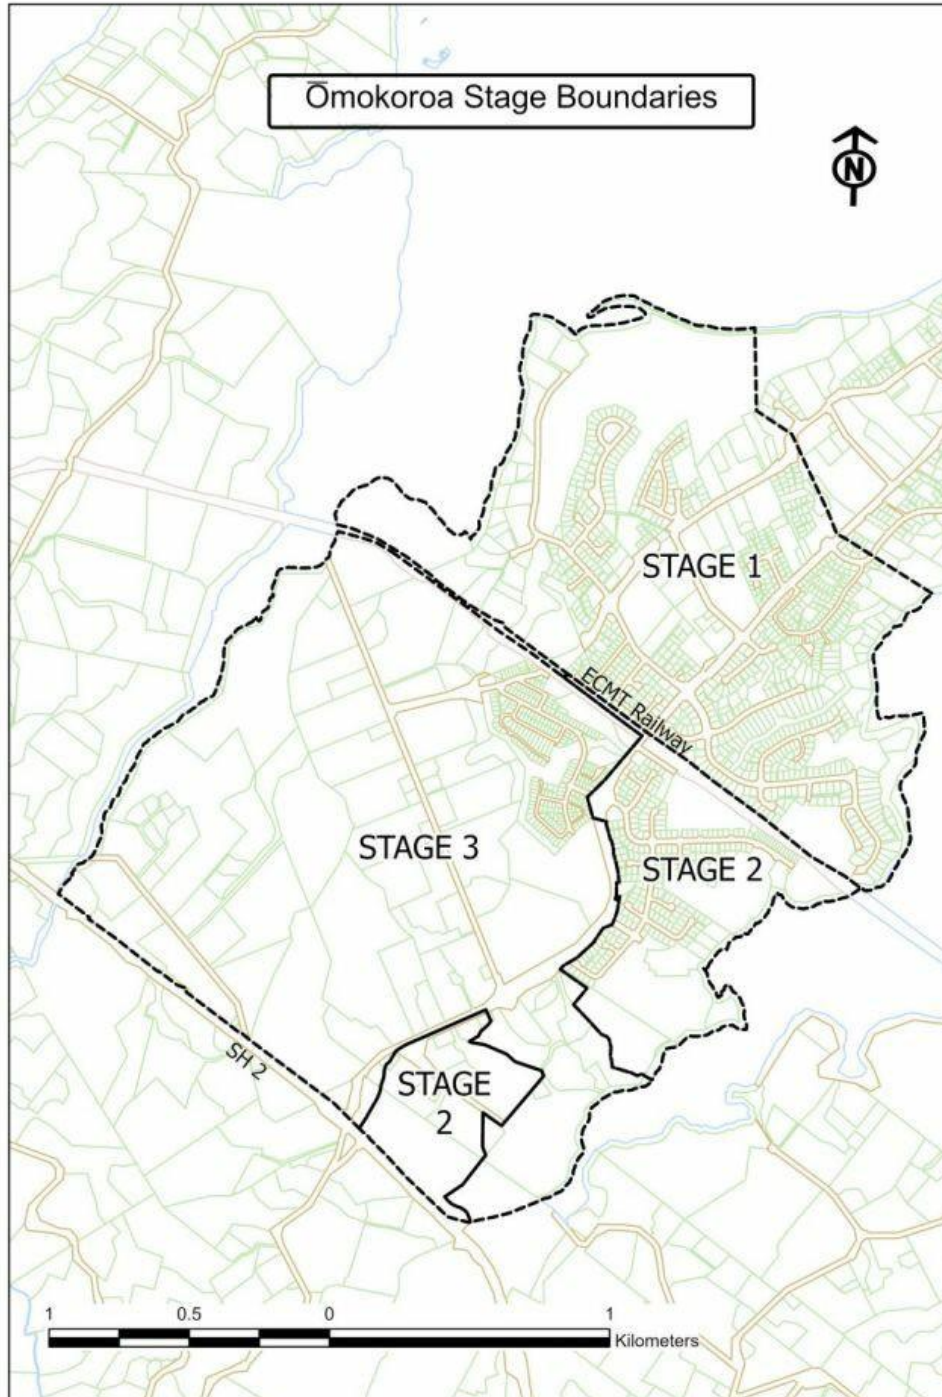 Ōmokoroa Stage Boundaries
N
STAGE 1
ECMT Railway
STAGE 3
STAGE 2
SH 2
STAGE
2
1 0.5 0 1
Kilometers